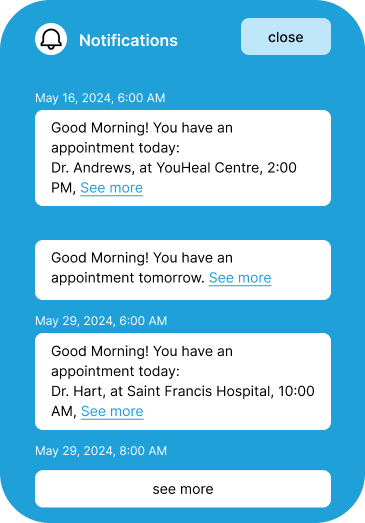 Notifications
close
May 16, 2024, 6:00 AM
Good Morning! You have an
appointment today:
Dr. Andrews, at YouHeal Centre, 2:00
PM, See more
Good Morning! You have an
appointment tomorrow. See more
May 29, 2024, 6:00 AM
Good Morning! You have an
appointment today:
Dr. Hart, at Saint Francis Hospital, 10:00
AM, See more
May 29, 2024, 8:00 AM
see more